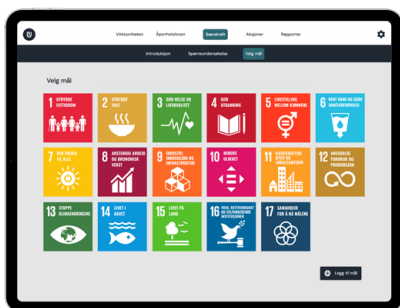 Virksomheten Åpenhetsloven Bærekraft Aksjoner Rapporter
Introduksjon Spørreundersøkelse Velg mål
Velg mål
1 UTRYDDE FATTIGDOM
2 UTRYDDE SULT
3 GOD HELSE OG LIVSKVALITET
4 GOD UTDANNING
5 LIKESTILLING MELLOM KJØNNENE
6 RENT VANN OG GODE SANITÆRFORHOLD
7 REN ENERGI TIL ALLE
8 ANSTENDIG ARBEID OG ØKONOMISK VEKST
9 INDUSTRI, INNOVASJON OG INFRASTRUKTUR
10 MINDRE ULIKHET
11 BÆREKRAFTIGE BYER OG LOKALSAMFUNN
12 ANSVARLIG FORBRUK OG PRODUKSJON
13 STOPPE KLIMAENDRINGENE
14 LIVET I HAVET
15 LIVET PÅ LAND
16 FRED, RETTFERDIGHET OG VELFUNGERENDE INSTITUSJONER
17 SAMARBEID FOR Å NÅ MÅLENE
Legg til mål